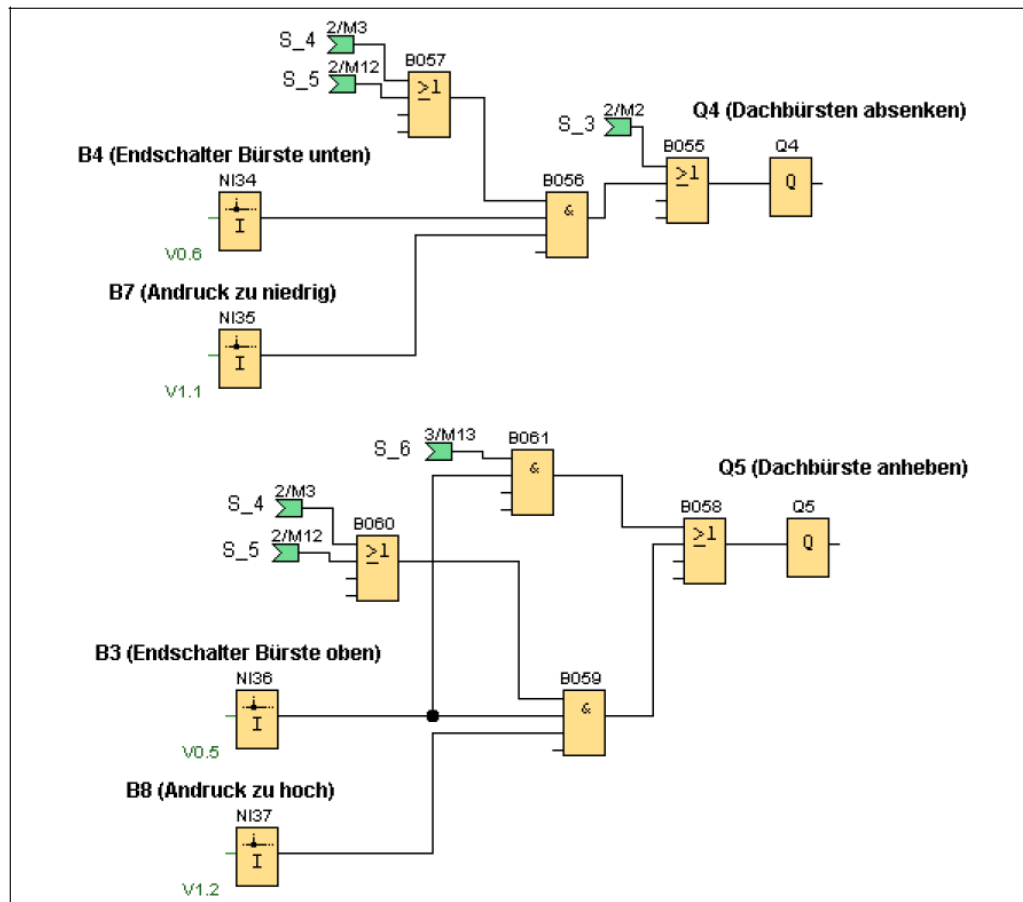 S_4 2/M3
S_5 2/M12
B057
≥1
S_3 2/M2
Q4 (Dachbürsten absenken)
B055
≥1
Q4
Q
B4 (Endschalter Bürste unten)
NI34
I
V0.6
B056
&
B7 (Andruck zu niedrig)
NI35
I
V1.1
S_6 3/M13
B061
&
Q5 (Dachbürste anheben)
S_4 2/M3
S_5 2/M12
B060
≥1
B058
≥1
Q5
Q
B3 (Endschalter Bürste oben)
NI36
I
V0.5
B059
&
B8 (Andruck zu hoch)
NI37
I
V1.2